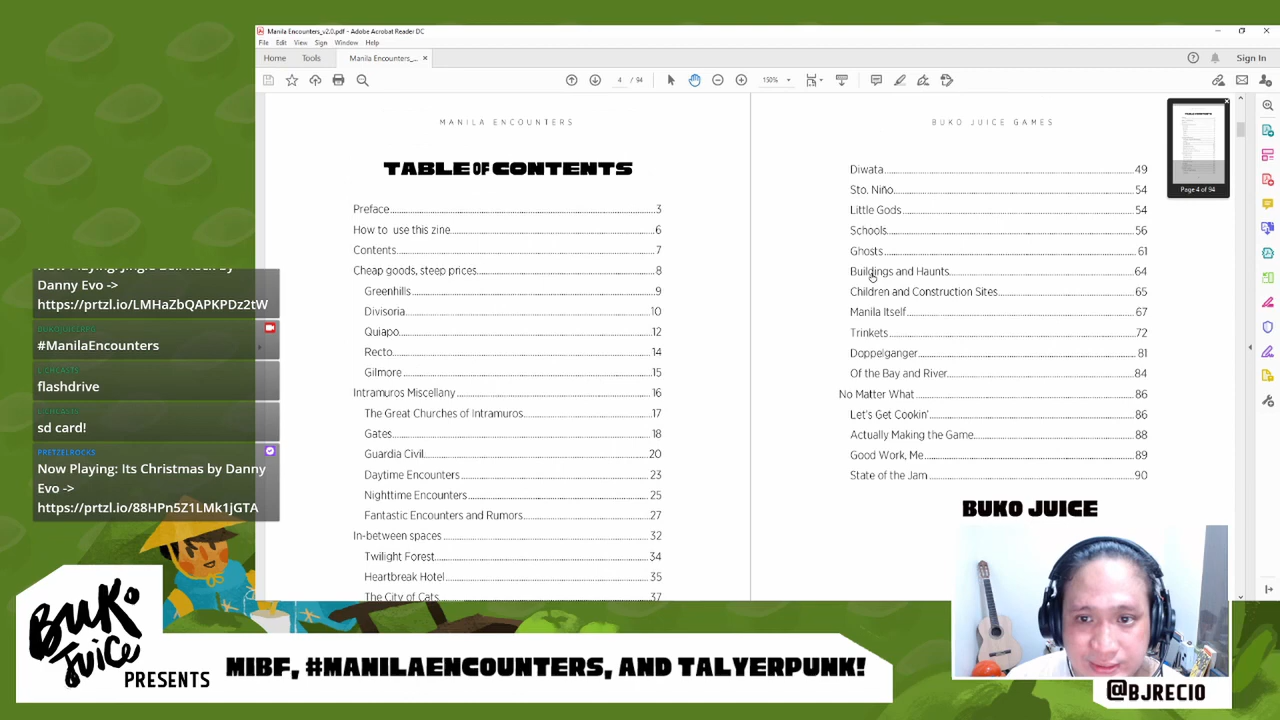 Manila Encounters_v2.0.pdf - Adobe Acrobat Reader DC
File Edit View Sign Window Help
Home Tools Manila Encounters_... × Sign In
4 / 94 150%
MANILA ENCOUNTERS
TABLE OF CONTENTS
Preface 3
How to use this zine 6
Contents 7
Cheap goods, steep prices 8
Greenhills 9
Divisoria 10
Quiapo 12
Recto 14
Gilmore 15
Intramuros Miscellany 16
The Great Churches of Intramuros 17
Gates 18
Guardia Civil 20
Daytime Encounters 23
Nighttime Encounters 25
Fantastic Encounters and Rumors 27
In-between spaces 32
Twilight Forest 34
Heartbreak Hotel 35
The City of Cats 37
BUKO JUICE GAMES
Diwata 49
Sto. Niño 54
Little Gods 54
Schools 56
Ghosts 61
Buildings and Haunts 64
Children and Construction Sites 65
Manila Itself 67
Trinkets 72
Doppelganger 81
Of the Bay and River 84
No Matter What 86
Let's Get Cookin' 86
Actually Making the Game 88
Good Work, Me 89
State of the Jam 90
Page 4 of 94
Danny Evo ->
https://prtzl.io/LMHaZbQAPKPDz2tW
#ManilaEncounters
flashdrive
sd card!
PRETZELROCKS
Now Playing: Its Christmas by Danny
Evo ->
https://prtzl.io/88HPn5Z1LMk1jGTA
BUKO JUICE
@BJRECIO
BUKO
JUICE
PRESENTS
MIBF, #MANILAENCOUNTERS, AND TALYERPUNK!